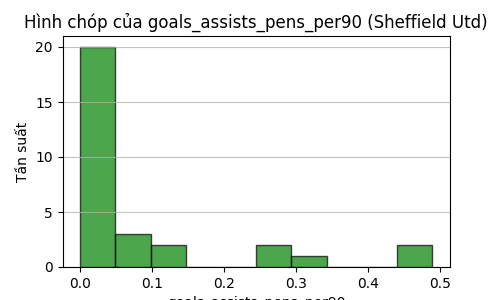 Hình chóp của goals_assists_pens_per90 (Sheffield Utd)
Tần suất
20
15
10
5
0
0.0 0.1 0.2 0.3 0.4 0.5
goals_assists_pens_per90